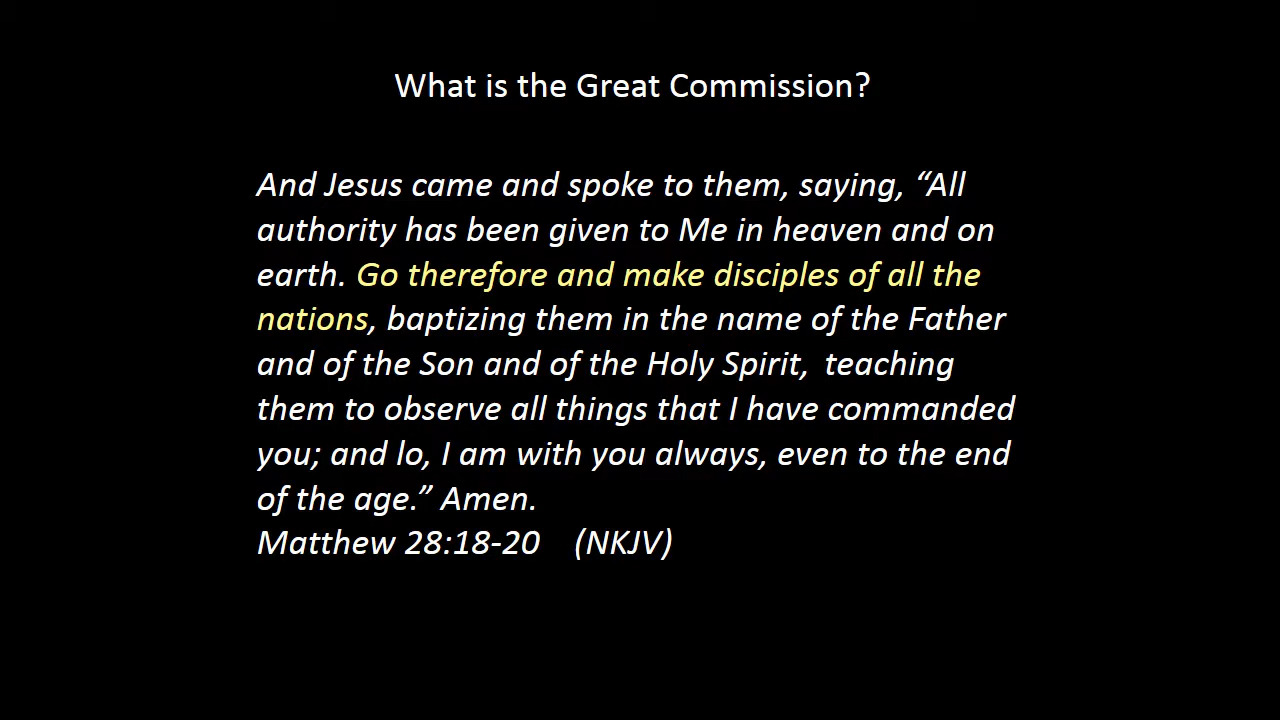 What is the Great Commission?
And Jesus came and spoke to them, saying, “All
authority has been given to Me in heaven and on
earth. Go therefore and make disciples of all the
nations, baptizing them in the name of the Father
and of the Son and of the Holy Spirit,  teaching
them to observe all things that I have commanded
you; and lo, I am with you always, even to the end
of the age.” Amen.
Matthew 28:18-20    (NKJV)